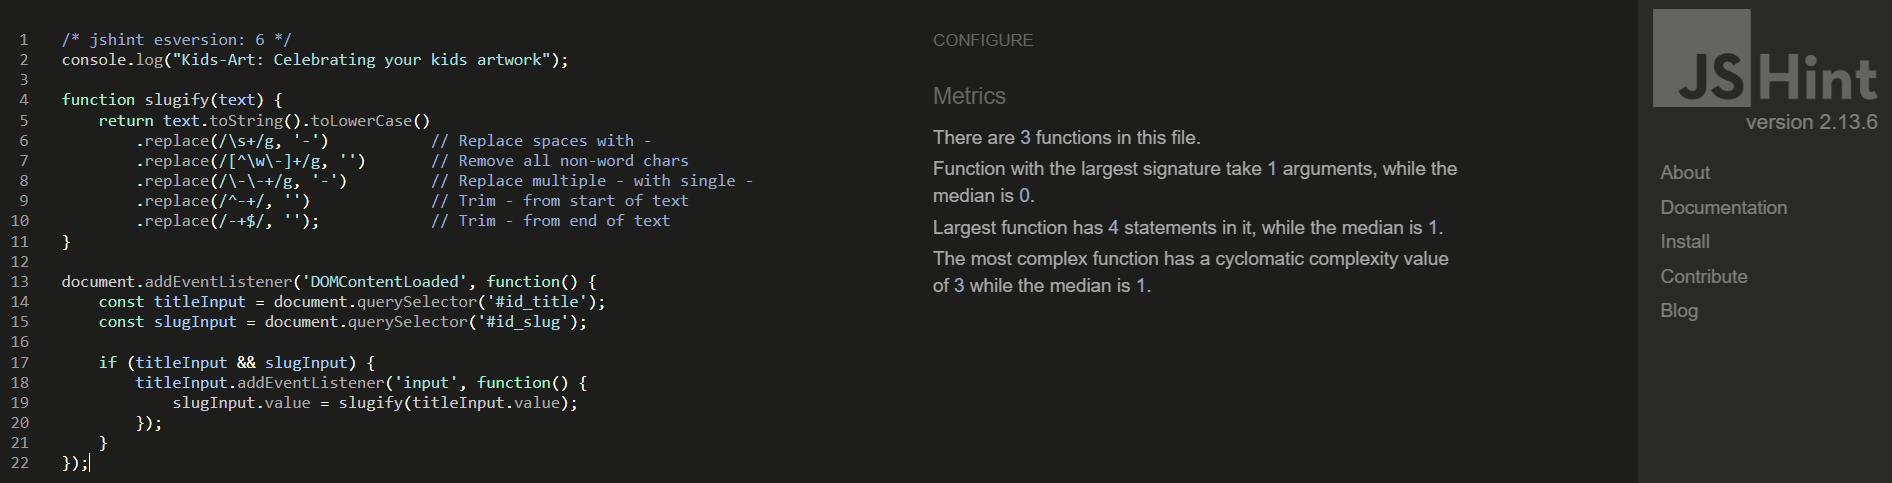 1 /* jshint esversion: 6 */
2 console.log("Kids-Art: Celebrating your kids artwork");
3
4 function slugify(text) {
5     return text.toString().toLowerCase()
6         .replace(/\s+/g, '-')           // Replace spaces with -
7         .replace(/[^\w\-]+/g, '')       // Remove all non-word chars
8         .replace(/\-\-+/g, '-')         // Replace multiple - with single -
9         .replace(/^-+/, '')             // Trim - from start of text
10         .replace(/-+$/, '');            // Trim - from end of text
11 }
12
13 document.addEventListener('DOMContentLoaded', function() {
14     const titleInput = document.querySelector('#id_title');
15     const slugInput = document.querySelector('#id_slug');
16
17     if (titleInput && slugInput) {
18         titleInput.addEventListener('input', function() {
19             slugInput.value = slugify(titleInput.value);
20         });
21     }
22 });
CONFIGURE
Metrics
There are 3 functions in this file.
Function with the largest signature take 1 arguments, while the
median is 0.
Largest function has 4 statements in it, while the median is 1.
The most complex function has a cyclomatic complexity value
of 3 while the median is 1.
JSHint
version 2.13.6
About
Documentation
Install
Contribute
Blog